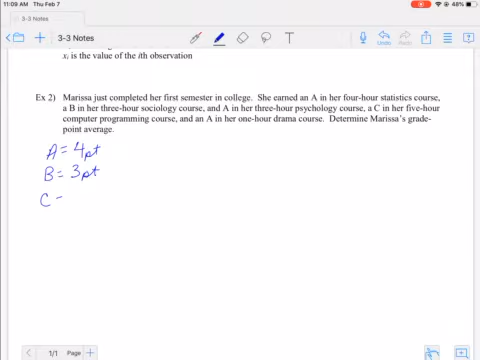 11:09 AM Thu Feb 7
48%
3-3 Notes
3-3 Notes
T
xi is the value of the ith observation
Ex 2) Marissa just completed her first semester in college. She earned an A in her four-hour statistics course,
a B in her three-hour sociology course, and A in her three-hour psychology course, a C in her five-hour
computer programming course, and an A in her one-hour drama course. Determine Marissa's grade-
point average.
A = 4pt
B = 3pt
C =
1/1 Page